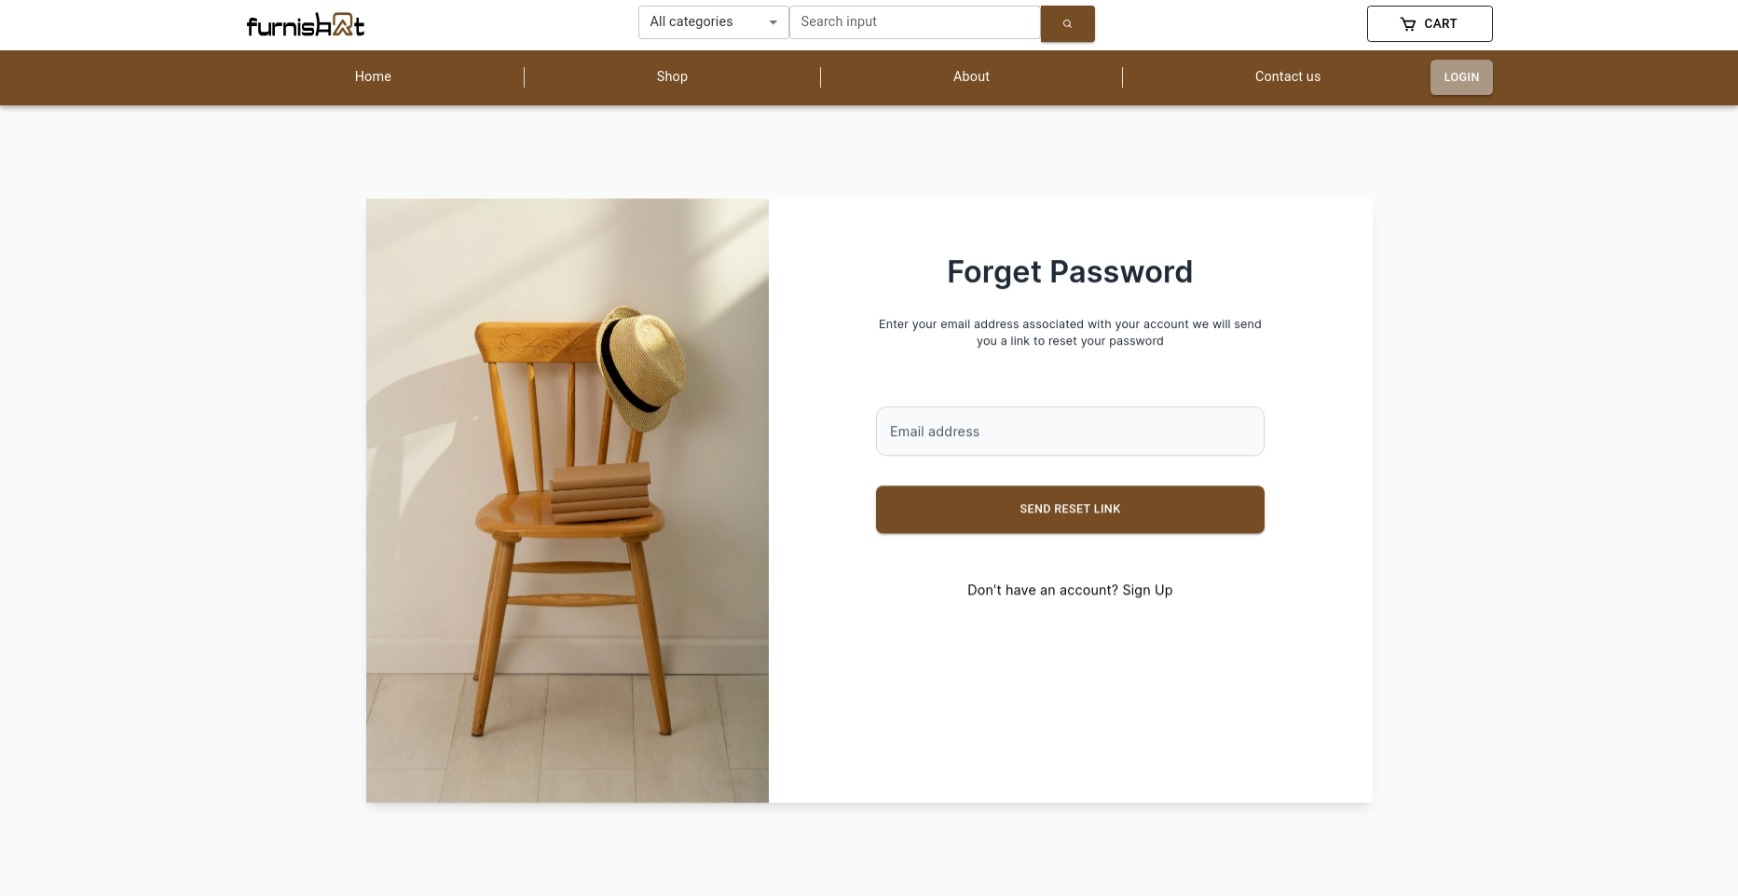 furnishart
All categories
Search input
CART
Home
Shop
About
Contact us
LOGIN
Forget Password
Enter your email address associated with your account we will send
you a link to reset your password
Email address
SEND RESET LINK
Don't have an account? Sign Up